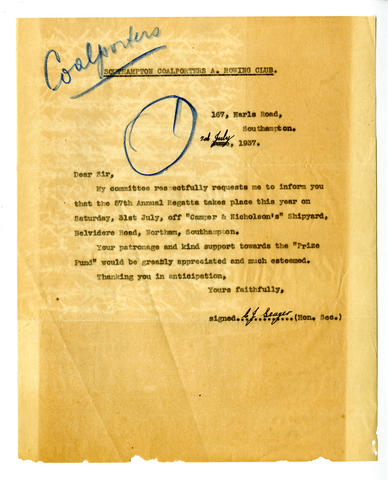 Coalporters
SOUTHAMPTON COALPORTERS A. ROWING CLUB.
167, Earls Road,
Southampton.
2nd July, 1937.
Dear Sir,
My committee respectfully requests me to inform you
that the 57th Annual Regatta takes place this year on
Saturday, 31st July, off "Camper & Nicholson's" Shipyard,
Belvidere Road, Northam, Southampton.
Your patronage and kind support towards the "Prize
Fund" would be greatly appreciated and much esteemed.
Thanking you in anticipation,
Yours faithfully,
signed. Seager (Hon. Sec.)